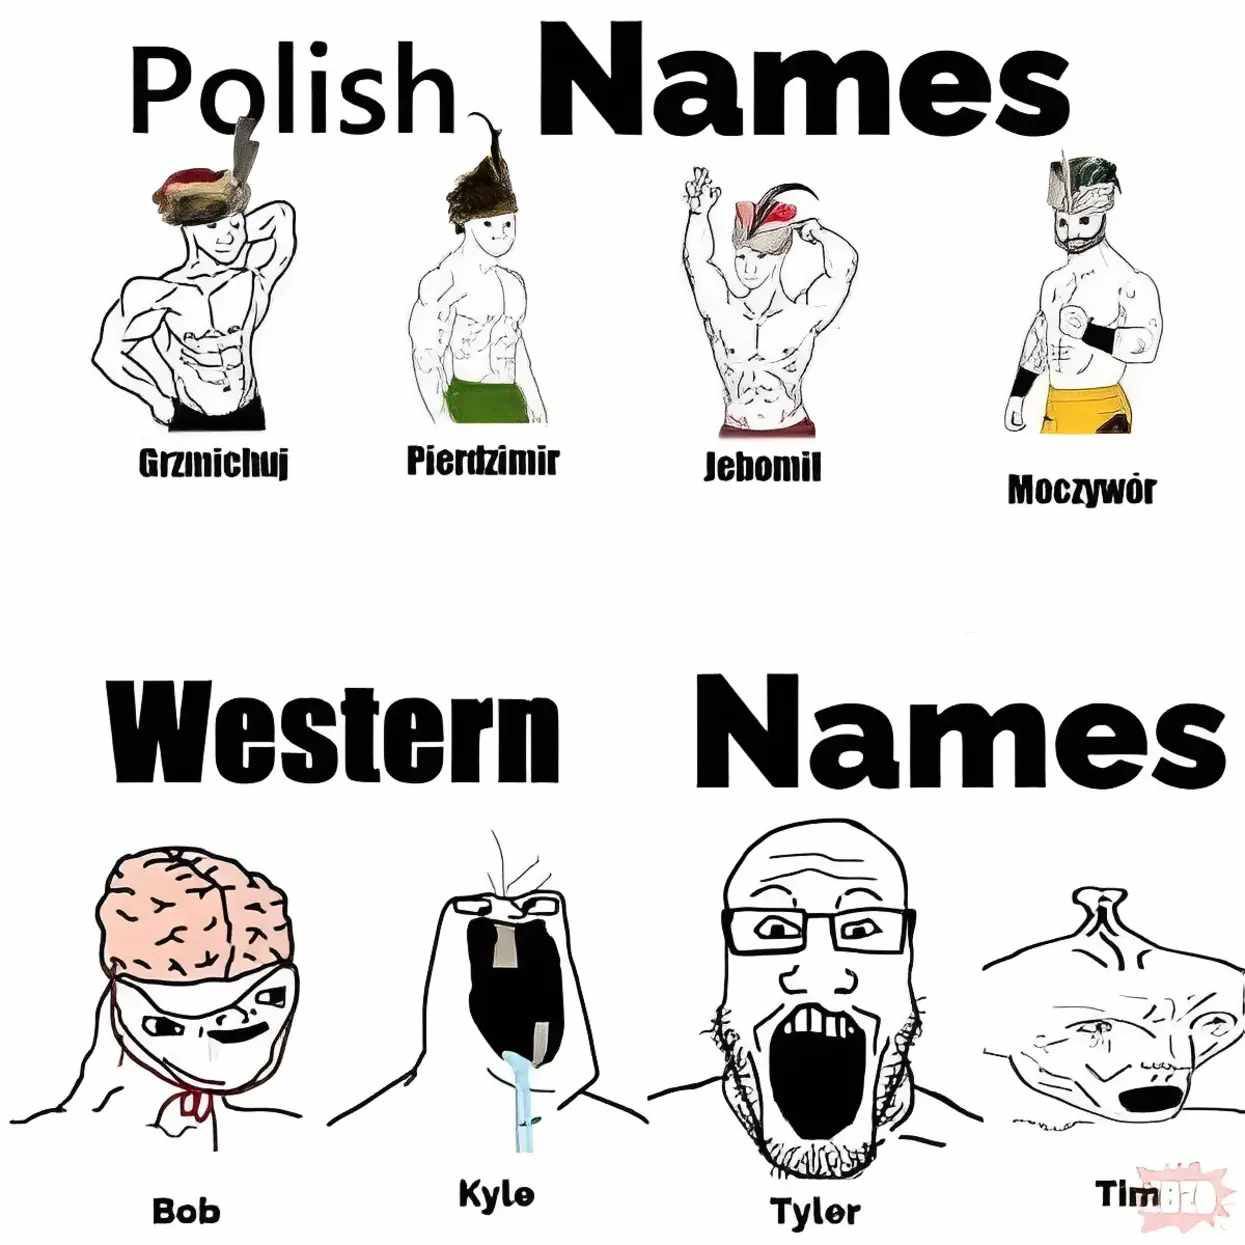 Polish Names
Grzmichuj
Pierdzimir
Jebomil
Moczywór
Western Names
Bob
Kyle
Tyler
Tim